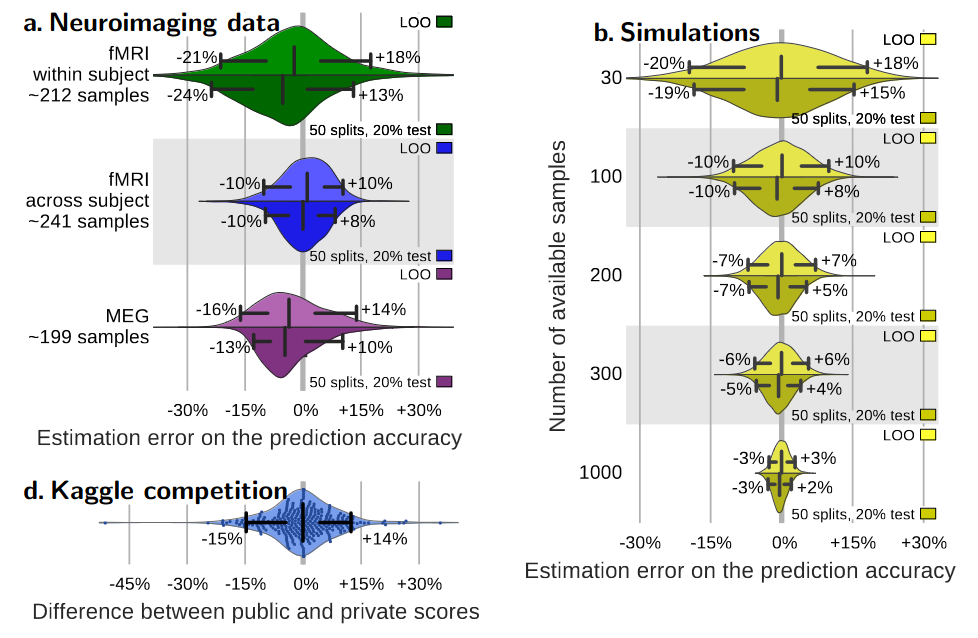 a. Neuroimaging data
LOO
fMRI
within subject
~212 samples
-21%
+18%
-24%
+13%
50 splits, 20% test
LOO
fMRI
across subject
~241 samples
-10%
+10%
-10%
+8%
50 splits, 20% test
LOO
MEG
~199 samples
-16%
+14%
-13%
+10%
50 splits, 20% test
-30% -15% 0% +15% +30%
Estimation error on the prediction accuracy
d. Kaggle competition
-15%
+14%
-45% -30% -15% 0% +15% +30%
Difference between public and private scores
b. Simulations
Number of available samples
LOO
30
-20%
+18%
-19%
+15%
50 splits, 20% test
LOO
100
-10%
+10%
-10%
+8%
50 splits, 20% test
LOO
200
-7%
+7%
-7%
+5%
50 splits, 20% test
LOO
300
-6%
+6%
-5%
+4%
50 splits, 20% test
LOO
1000
-3%
+3%
-3%
+2%
50 splits, 20% test
-30% -15% 0% +15% +30%
Estimation error on the prediction accuracy